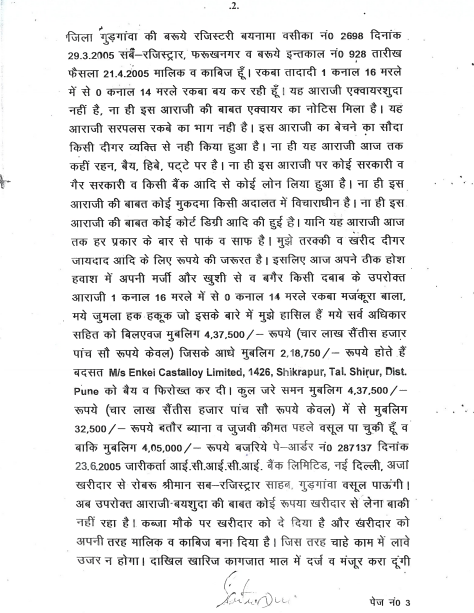 .2.
जिला गुड़गांवा की बरूये रजिस्टरी बयनामा वसीका नं0 2698 दिनांक
29.3.2005 सब–रजिस्ट्रार, फरूखनगर व बरूये इन्तकाल नं0 928 तारीख
फैसला 21.4.2005 मालिक व काबिज हूँ। रकबा तादादी 1 कनाल 16 मरले
में से 0 कनाल 14 मरले रकबा बय कर रही हूँ। यह आराजी एक्वायरशुदा
नहीं है, ना ही इस आराजी की बाबत एक्वायर का नोटिस मिला है। यह
आराजी सरपलस रकबे का भाग नही है। इस आराजी का बेचने का सौदा
किसी दीगर व्यक्ति से नही किया हुआ है। ना ही यह आराजी आज तक
कहीं रहन, बैय, हिबे, पट्टे पर है। ना ही इस आराजी पर कोई सरकारी व
गैर सरकारी व किसी बैंक आदि से कोई लोन लिया हुआ है। ना ही इस
आराजी की बाबत कोई मुकदमा किसी अदालत में विचाराधीन है। ना ही इस
आराजी की बाबत कोई कोर्ट डिग्री आदि की हुई है। यानि यह आराजी आज
तक हर प्रकार के बार से पाक व साफ है। मुझे तरक्की व खरीद दीगर
जायदाद आदि के लिए रूपये की जरूरत है। इसलिए आज अपने ठीक होश
हवाश में अपनी मर्जी और खुशी से व बगैर किसी दबाब के उपरोक्त
आराजी 1 कनाल 16 मरले में से 0 कनाल 14 मरले रकबा मजकूरा बाला,
मये जुमला हक हकूक जो इसके बारे में मुझे हासिल हैं मये सर्व अधिकार
सहित को बिलएवज मुबलिग 4,37,500/– रूपये (चार लाख सैंतीस हजार
पांच सौ रूपये केवल) जिसके आधे मुबलिग 2,18,750/– रूपये होते हैं
बदसत M/s Enkei Castalloy Limited, 1426, Shikrapur, Tal. Shirur, Dist.
Pune को बैय व फिरोख्त कर दी। कुल जरे समन मुबलिग 4,37,500/–
रूपये (चार लाख सैंतीस हजार पांच सौ रूपये केवल) में से मुबलिग
32,500/– रूपये बतौर ब्याना व जुजवी कीमत पहले वसूल पा चुकी हूँ व
बाकि मुबलिग 4,05,000/– रूपये बजरिये पे–आर्डर नं0 287137 दिनांक
23.6.2005 जारीकर्ता आई.सी.आई.सी.आई. बैंक लिमिटिड, नई दिल्ली, अजां
खरीदार से रोबरू श्रीमान सब–रजिस्ट्रार साहब, गुड़गांवा वसूल पाऊंगी।
अब उपरोक्त आराजी-बयशुदा की बाबत कोई रूपया खरीदार से लेना बाकी
नहीं रहा है। कब्जा मौके पर खरीदार को दे दिया है और खरीदार को
अपनी तरह मालिक व काबिज बना दिया है। जिस तरह चाहे काम में लावे
उजर न होगा। दाखिल खारिज कागजात माल में दर्ज व मंजूर करा दूंगी
पेज नं0 3